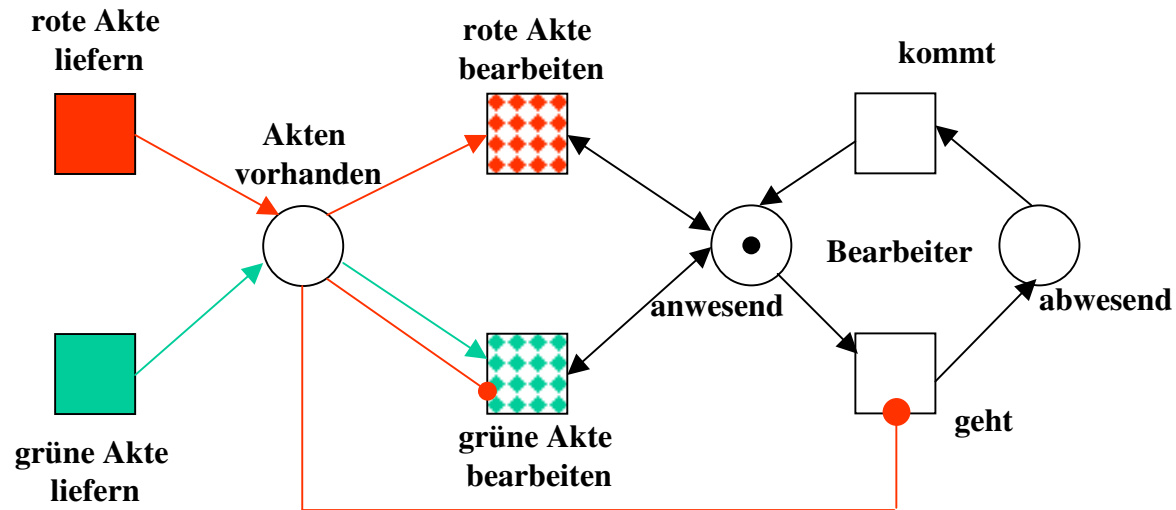 rote Akte
liefern
rote Akte
bearbeiten
kommt
Akten
vorhanden
Bearbeiter
anwesend
abwesend
grüne Akte
liefern
grüne Akte
bearbeiten
geht